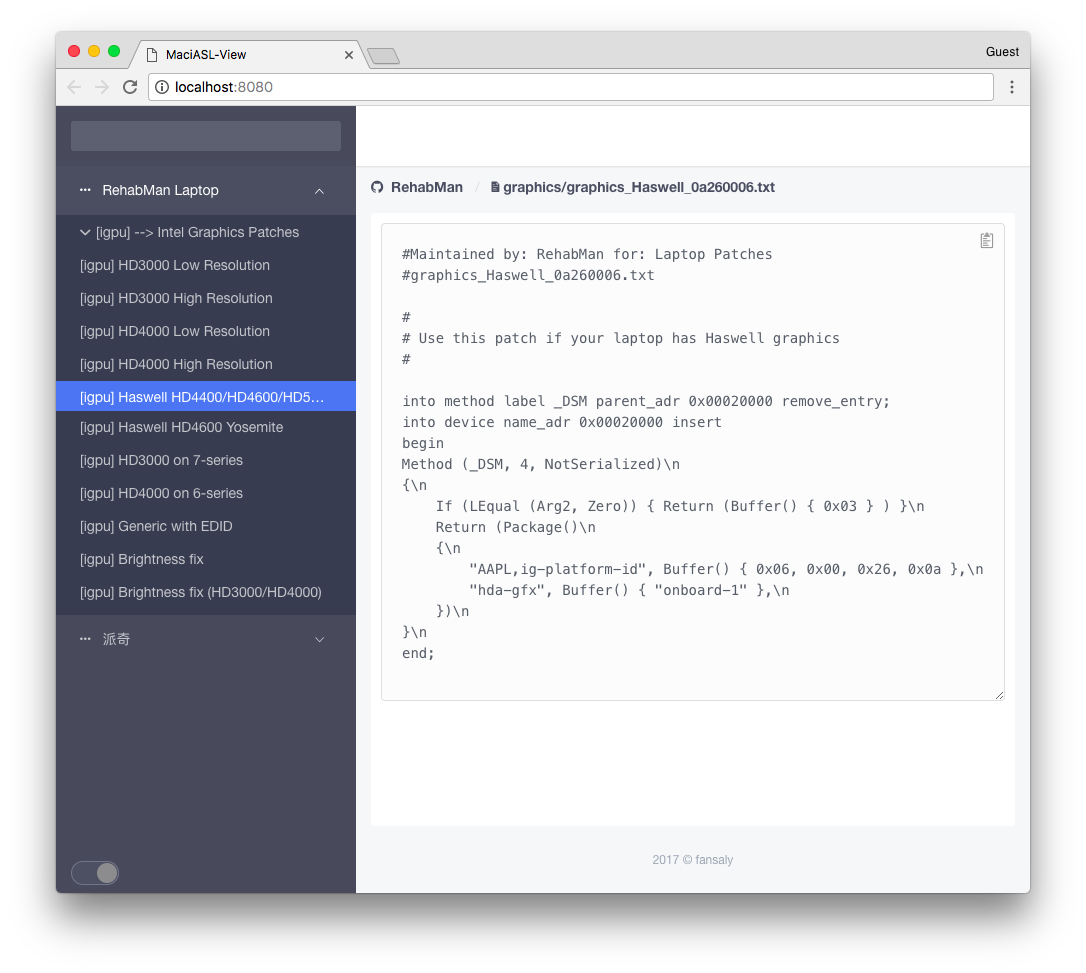 MaciASL-View
Guest
localhost:8080
RehabMan Laptop
[igpu] --> Intel Graphics Patches
[igpu] HD3000 Low Resolution
[igpu] HD3000 High Resolution
[igpu] HD4000 Low Resolution
[igpu] HD4000 High Resolution
[igpu] Haswell HD4400/HD4600/HD5…
[igpu] Haswell HD4600 Yosemite
[igpu] HD3000 on 7-series
[igpu] HD4000 on 6-series
[igpu] Generic with EDID
[igpu] Brightness fix
[igpu] Brightness fix (HD3000/HD4000)
派奇
RehabMan / graphics/graphics_Haswell_0a260006.txt
#Maintained by: RehabMan for: Laptop Patches
#graphics_Haswell_0a260006.txt
#
# Use this patch if your laptop has Haswell graphics
#
into method label _DSM parent_adr 0x00020000 remove_entry;
into device name_adr 0x00020000 insert
begin
Method (_DSM, 4, NotSerialized)\n
{\n
    If (LEqual (Arg2, Zero)) { Return (Buffer() { 0x03 } ) }\n
    Return (Package()\n
    {\n
        "AAPL,ig-platform-id", Buffer() { 0x06, 0x00, 0x26, 0x0a },\n
        "hda-gfx", Buffer() { "onboard-1" },\n
    })\n
}\n
end;
2017 © fansaly